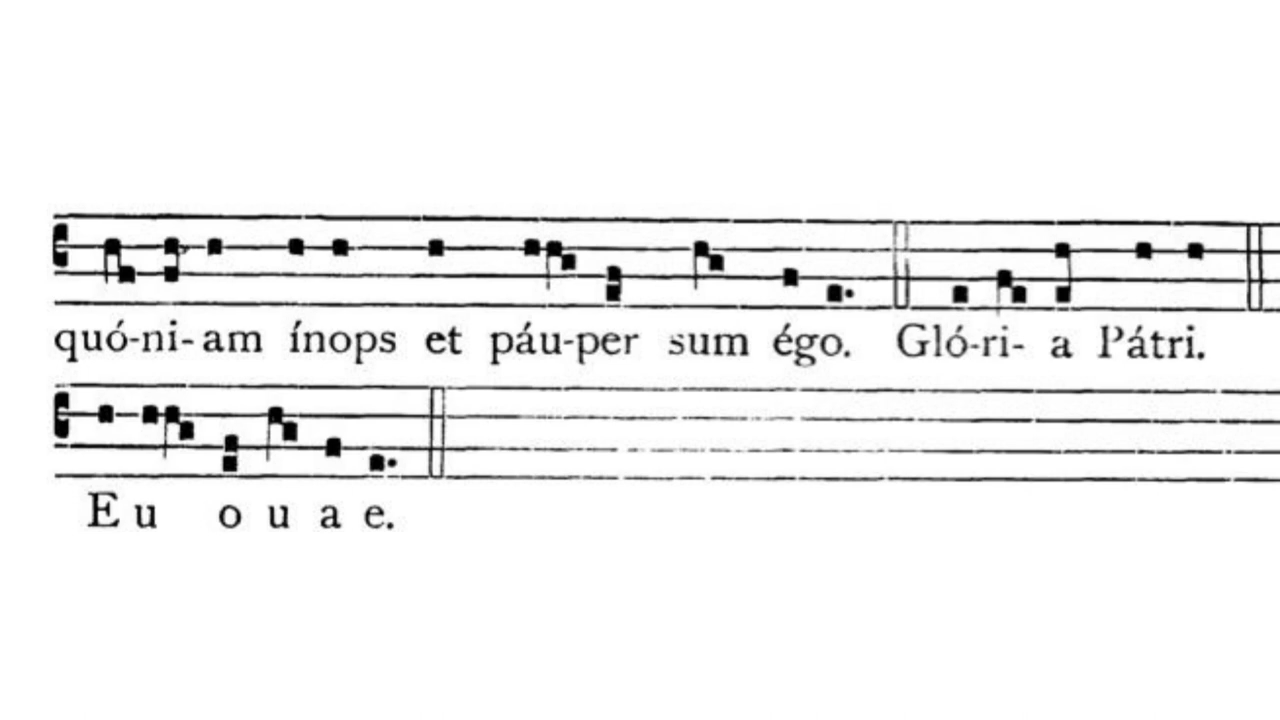 quó-ni-am ínops et páu-per sum égo. Gló-ri- a Pátri.
E u o u a e.